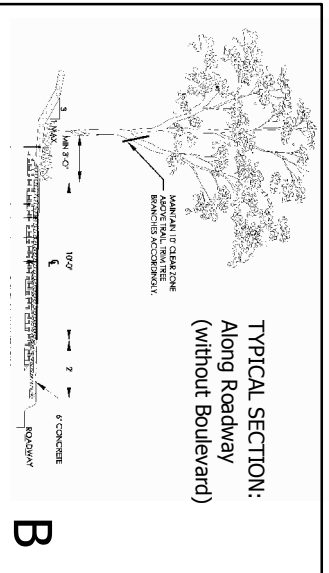 TYPICAL SECTION:
Along Roadway
(without Boulevard)
MAINTAIN 10' CLEAR ZONE
ABOVE TRAIL. TRIM TREE
BRANCHES ACCORDINGLY.
3
MAX
MIN 3'-0"
10'-0"
2'
6" CONCRETE
ROADWAY
B